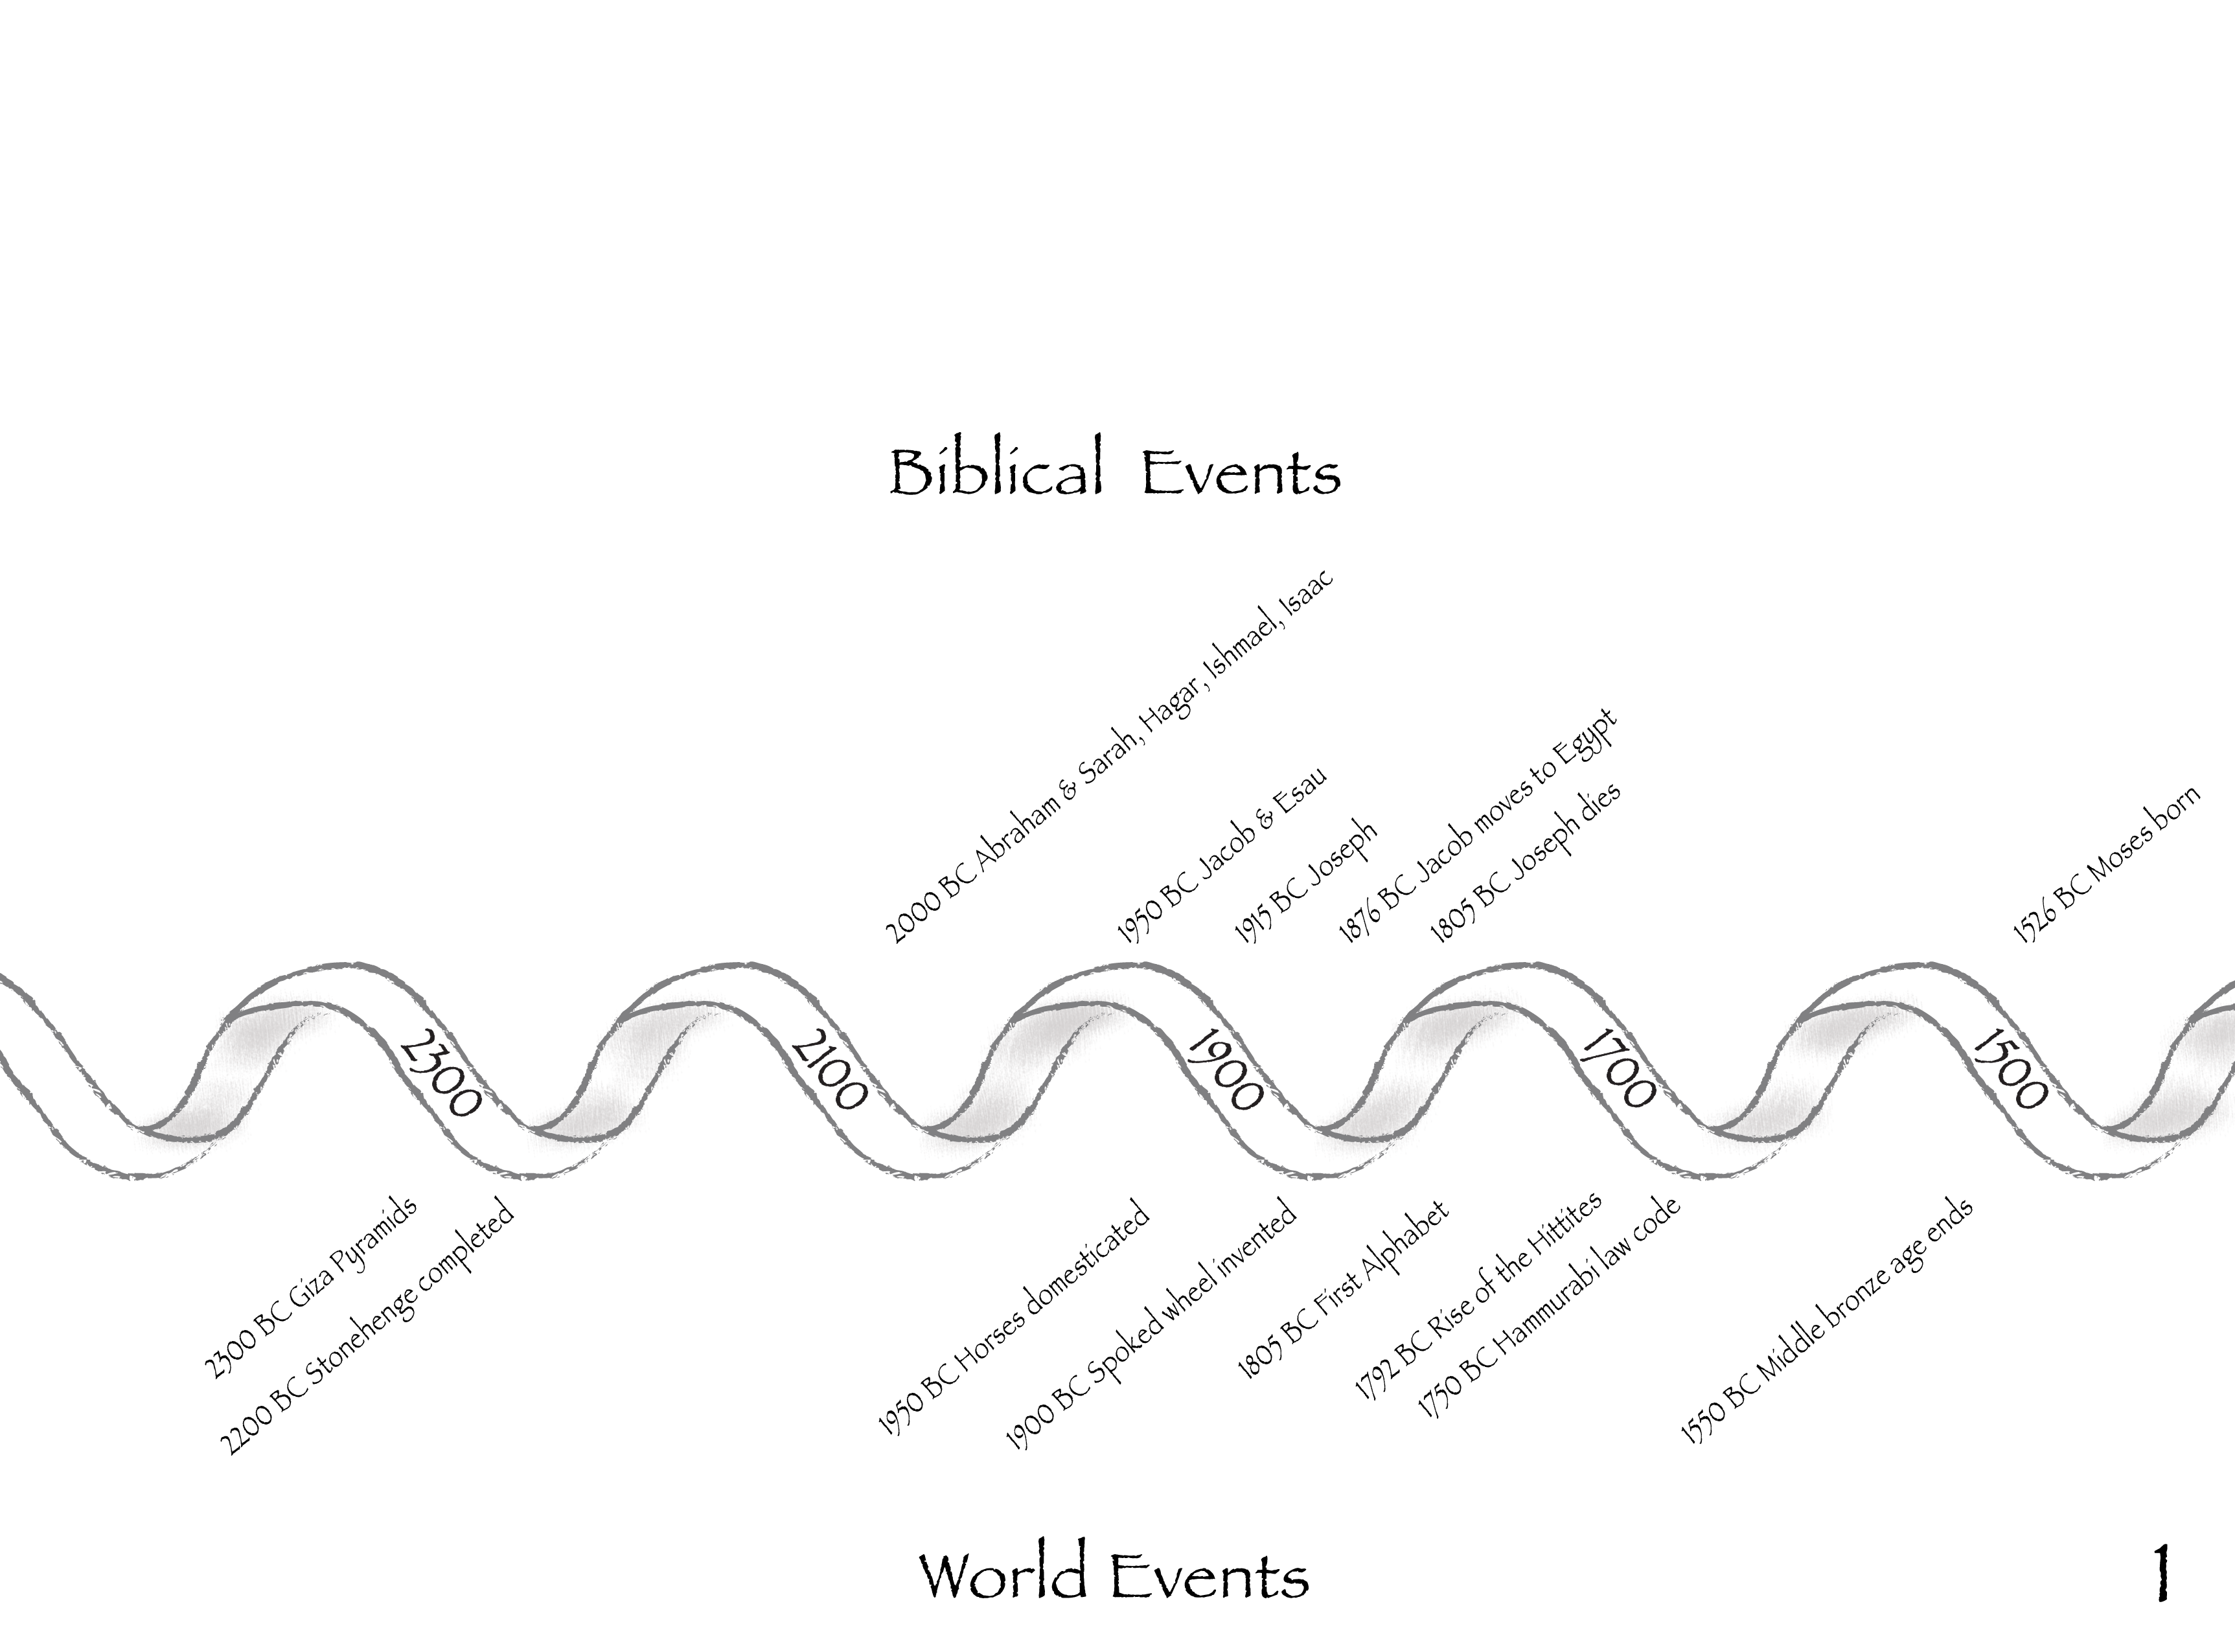 Biblical Events
2000 BC Abraham & Sarah, Hagar, Ishmael, Isaac
1950 BC Jacob & Esau
1915 BC Joseph
1876 BC Jacob moves to Egypt
1805 BC Joseph dies
1526 BC Moses born
2300
2100
1900
1700
1500
2300 BC Giza Pyramids
2200 BC Stonehenge completed
1950 BC Horses domesticated
1900 BC Spoked wheel invented
1805 BC First Alphabet
1792 BC Rise of the Hittites
1750 BC Hammurabi law code
1550 BC Middle bronze age ends
World Events
1